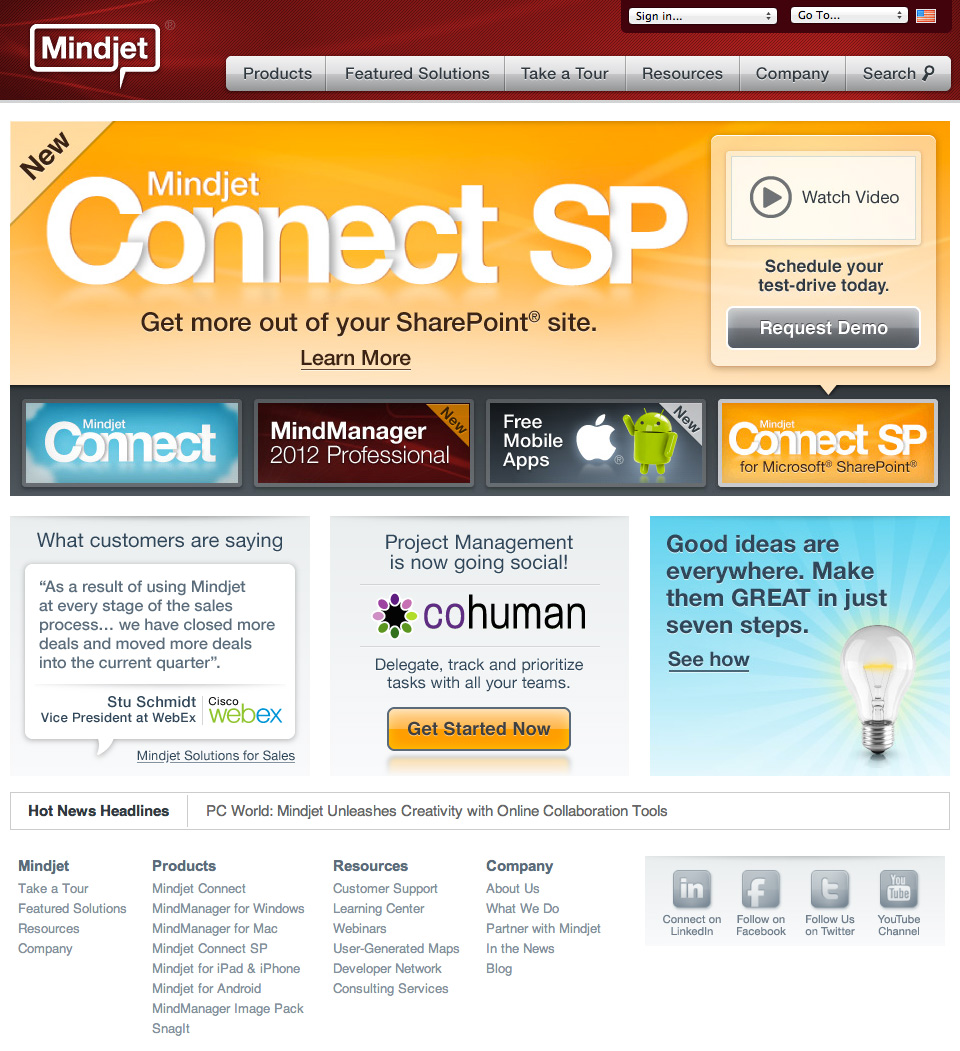 Sign in...
Go To...
Mindjet®
Products
Featured Solutions
Take a Tour
Resources
Company
Search
New
Mindjet
Connect SP
Get more out of your SharePoint® site.
Learn More
Watch Video
Schedule your
test-drive today.
Request Demo
Mindjet
Connect
MindManager
2012 Professional
New
Free
Mobile
Apps
®
New
Mindjet
Connect SP
for Microsoft® SharePoint®
What customers are saying
“As a result of using Mindjet
at every stage of the sales
process… we have closed more
deals and moved more deals
into the current quarter”.
Stu Schmidt
Vice President at WebEx
Cisco
webex
Mindjet Solutions for Sales
Project Management
is now going social!
cohuman
Delegate, track and prioritize
tasks with all your teams.
Get Started Now
Good ideas are
everywhere. Make
them GREAT in just
seven steps.
See how
Hot News Headlines
PC World: Mindjet Unleashes Creativity with Online Collaboration Tools
Mindjet
Take a Tour
Featured Solutions
Resources
Company
Products
Mindjet Connect
MindManager for Windows
MindManager for Mac
Mindjet Connect SP
Mindjet for iPad & iPhone
Mindjet for Android
MindManager Image Pack
SnagIt
Resources
Customer Support
Learning Center
Webinars
User-Generated Maps
Developer Network
Consulting Services
Company
About Us
What We Do
Partner with Mindjet
In the News
Blog
in
Connect on
LinkedIn
f
Follow on
Facebook
t
Follow Us
on Twitter
You
Tube
YouTube
Channel